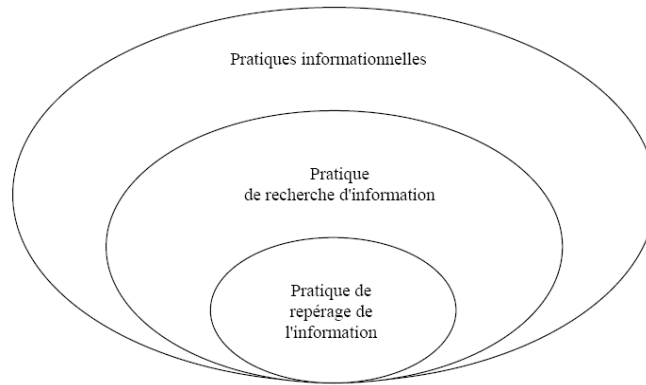 Pratiques informationnelles
Pratique
de recherche d'information
Pratique de
repérage de
l'information